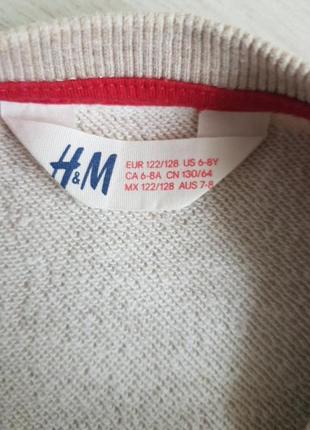 H&M
EUR 122/128 US 6-8Y
CA 6-8A CN 130/64
MX 122/128 AUS 7-8